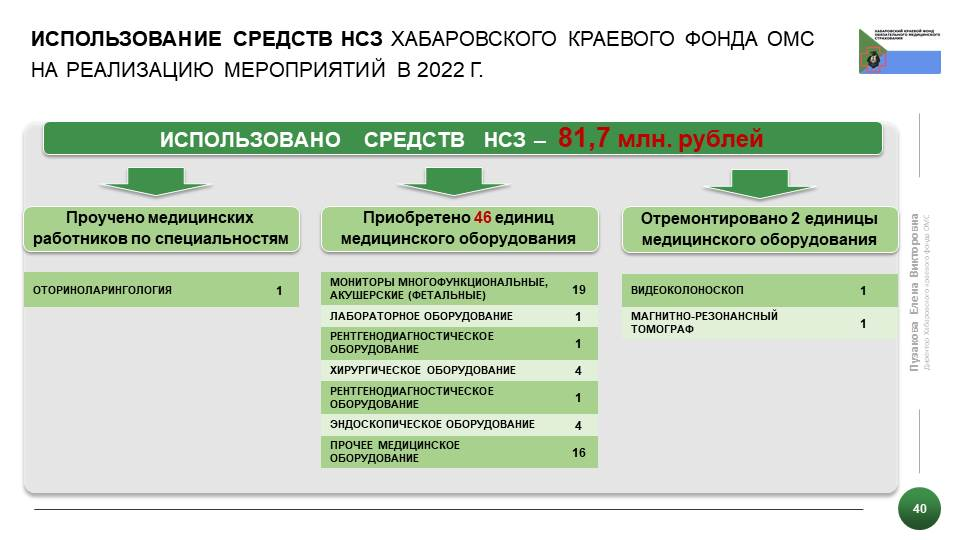 ИСПОЛЬЗОВАНИЕ СРЕДСТВ НСЗ ХАБАРОВСКОГО КРАЕВОГО ФОНДА ОМС
НА РЕАЛИЗАЦИЮ МЕРОПРИЯТИЙ В 2022 Г.
ХАБАРОВСКИЙ КРАЕВОЙ ФОНД
ОБЯЗАТЕЛЬНОГО МЕДИЦИНСКОГО
СТРАХОВАНИЯ
ИСПОЛЬЗОВАНО СРЕДСТВ НСЗ – 81,7 млн. рублей
Проучено медицинских
работников по специальностям
ОТОРИНОЛАРИНГОЛОГИЯ 1
Приобретено 46 единиц
медицинского оборудования
МОНИТОРЫ МНОГОФУНКЦИОНАЛЬНЫЕ,
АКУШЕРСКИЕ (ФЕТАЛЬНЫЕ) 19
ЛАБОРАТОРНОЕ ОБОРУДОВАНИЕ 1
РЕНТГЕНОДИАГНОСТИЧЕСКОЕ
ОБОРУДОВАНИЕ 1
ХИРУРГИЧЕСКОЕ ОБОРУДОВАНИЕ 4
РЕНТГЕНОДИАГНОСТИЧЕСКОЕ
ОБОРУДОВАНИЕ 1
ЭНДОСКОПИЧЕСКОЕ ОБОРУДОВАНИЕ 4
ПРОЧЕЕ МЕДИЦИНСКОЕ
ОБОРУДОВАНИЕ 16
Отремонтировано 2 единицы
медицинского оборудования
ВИДЕОКОЛОНОСКОП 1
МАГНИТНО-РЕЗОНАНСНЫЙ
ТОМОГРАФ 1
Пузакова Елена Викторовна
Директор Хабаровского краевого фонда ОМС
40